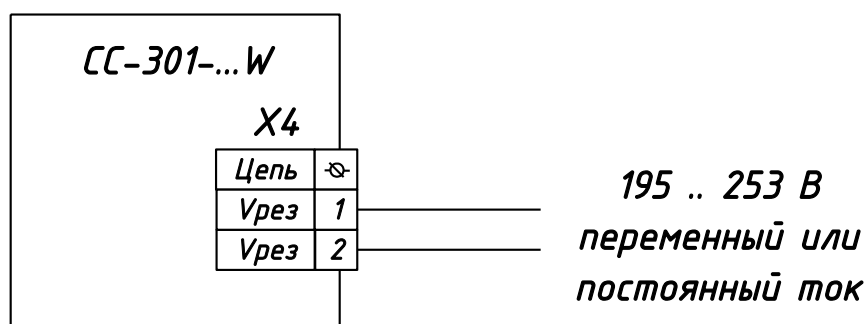 СС-301-...W
X4
Цепь
Vрез 1
Vрез 2
195 .. 253 В
переменный или
постоянный ток